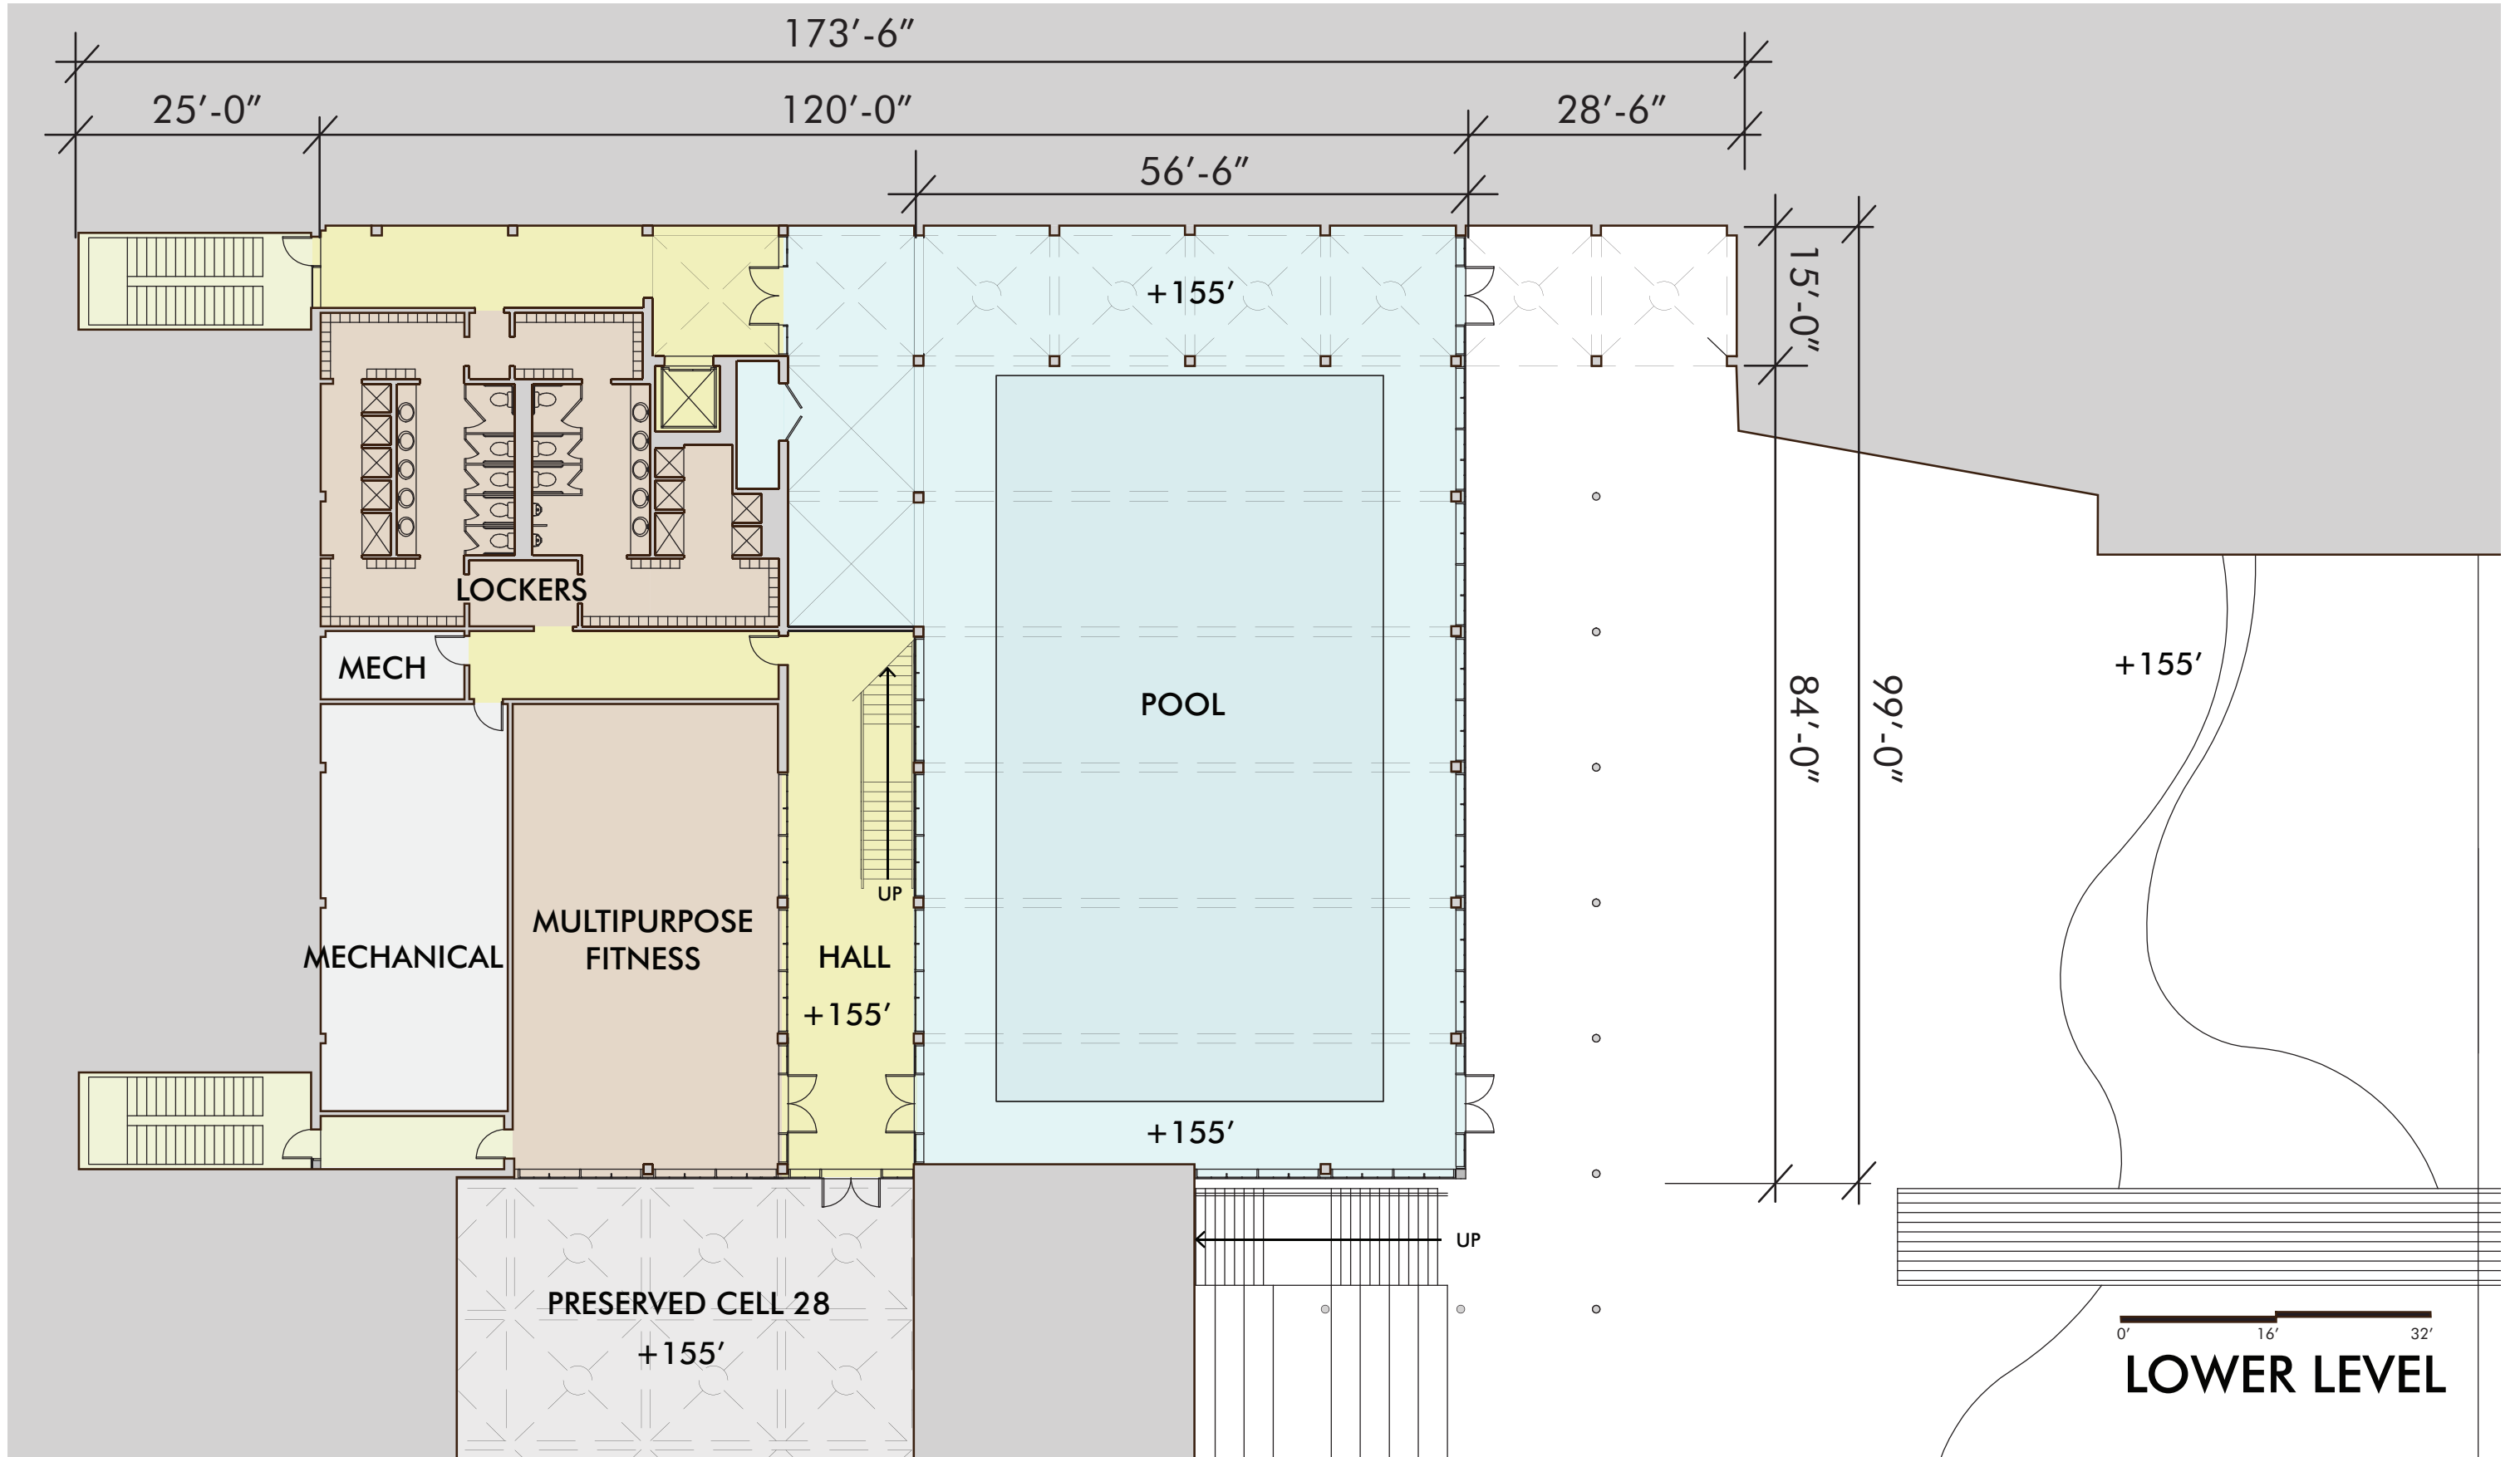 173′-6″
25′-0″
120′-0″
28′-6″
56′-6″
+155′
15′-0″
LOCKERS
MECH
+155′
POOL
84′-0″
99′-0″
UP
MULTIPURPOSE
FITNESS
MECHANICAL
HALL
+155′
+155′
UP
PRESERVED CELL 28
+155′
0′ 16′ 32′
LOWER LEVEL